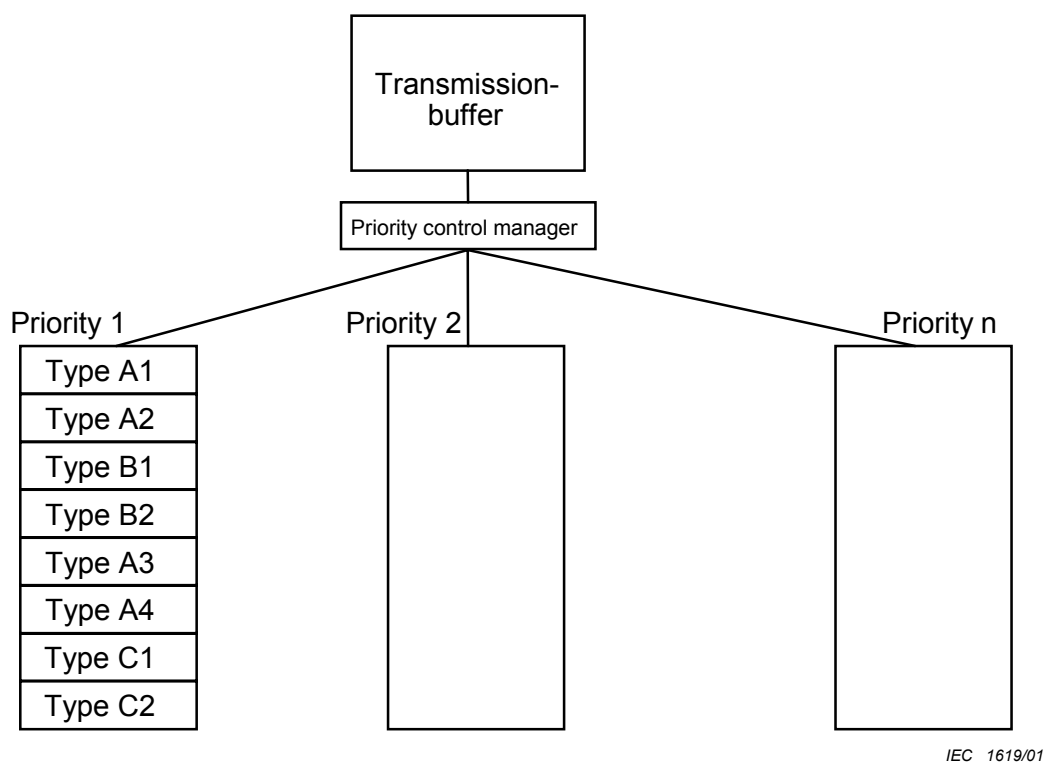 Transmission-
buffer
Priority control manager
Priority 1
Priority 2
Priority n
Type A1
Type A2
Type B1
Type B2
Type A3
Type A4
Type C1
Type C2
IEC 1619/01